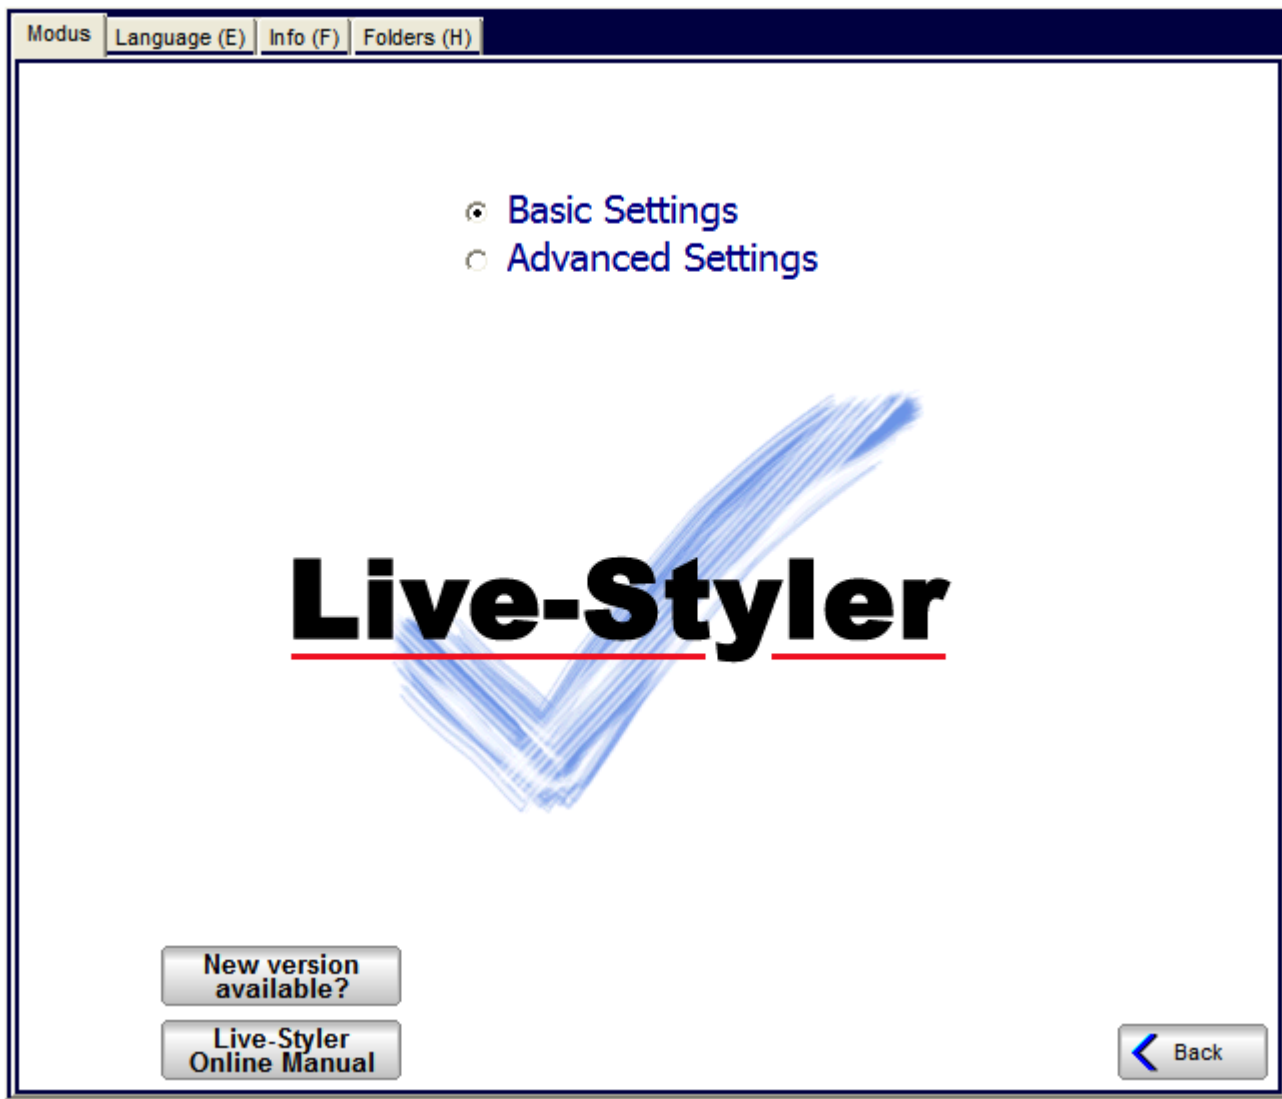 Modus Language (E) Info (F) Folders (H)
Basic Settings
Advanced Settings
Live-Styler
New version
available?
Live-Styler
Online Manual
Back